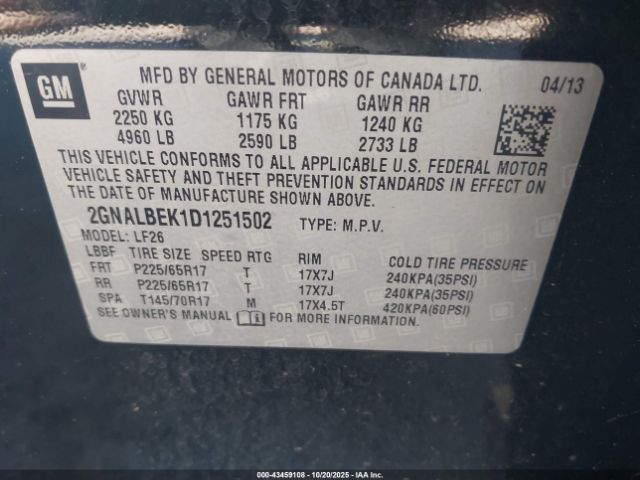 GM
MFD BY GENERAL MOTORS OF CANADA LTD. 04/13
GVWR GAWR FRT GAWR RR
2250 KG 1175 KG 1240 KG
4960 LB 2590 LB 2733 LB
THIS VEHICLE CONFORMS TO ALL APPLICABLE U.S. FEDERAL MOTOR
VEHICLE SAFETY AND THEFT PREVENTION STANDARDS IN EFFECT ON
THE DATE OF MANUFACTURE SHOWN ABOVE.
2GNALBEK1D1251502 TYPE: M.P.V.
MODEL: LF26
LBBF TIRE SIZE SPEED RTG RIM COLD TIRE PRESSURE
FRT P225/65R17 T 17X7J 240KPA(35PSI)
RR P225/65R17 T 17X7J 240KPA(35PSI)
SPA T145/70R17 M 17X4.5T 420KPA(60PSI)
SEE OWNER'S MANUAL FOR MORE INFORMATION.
000-43459108 - 10/20/2025 - IAA Inc.